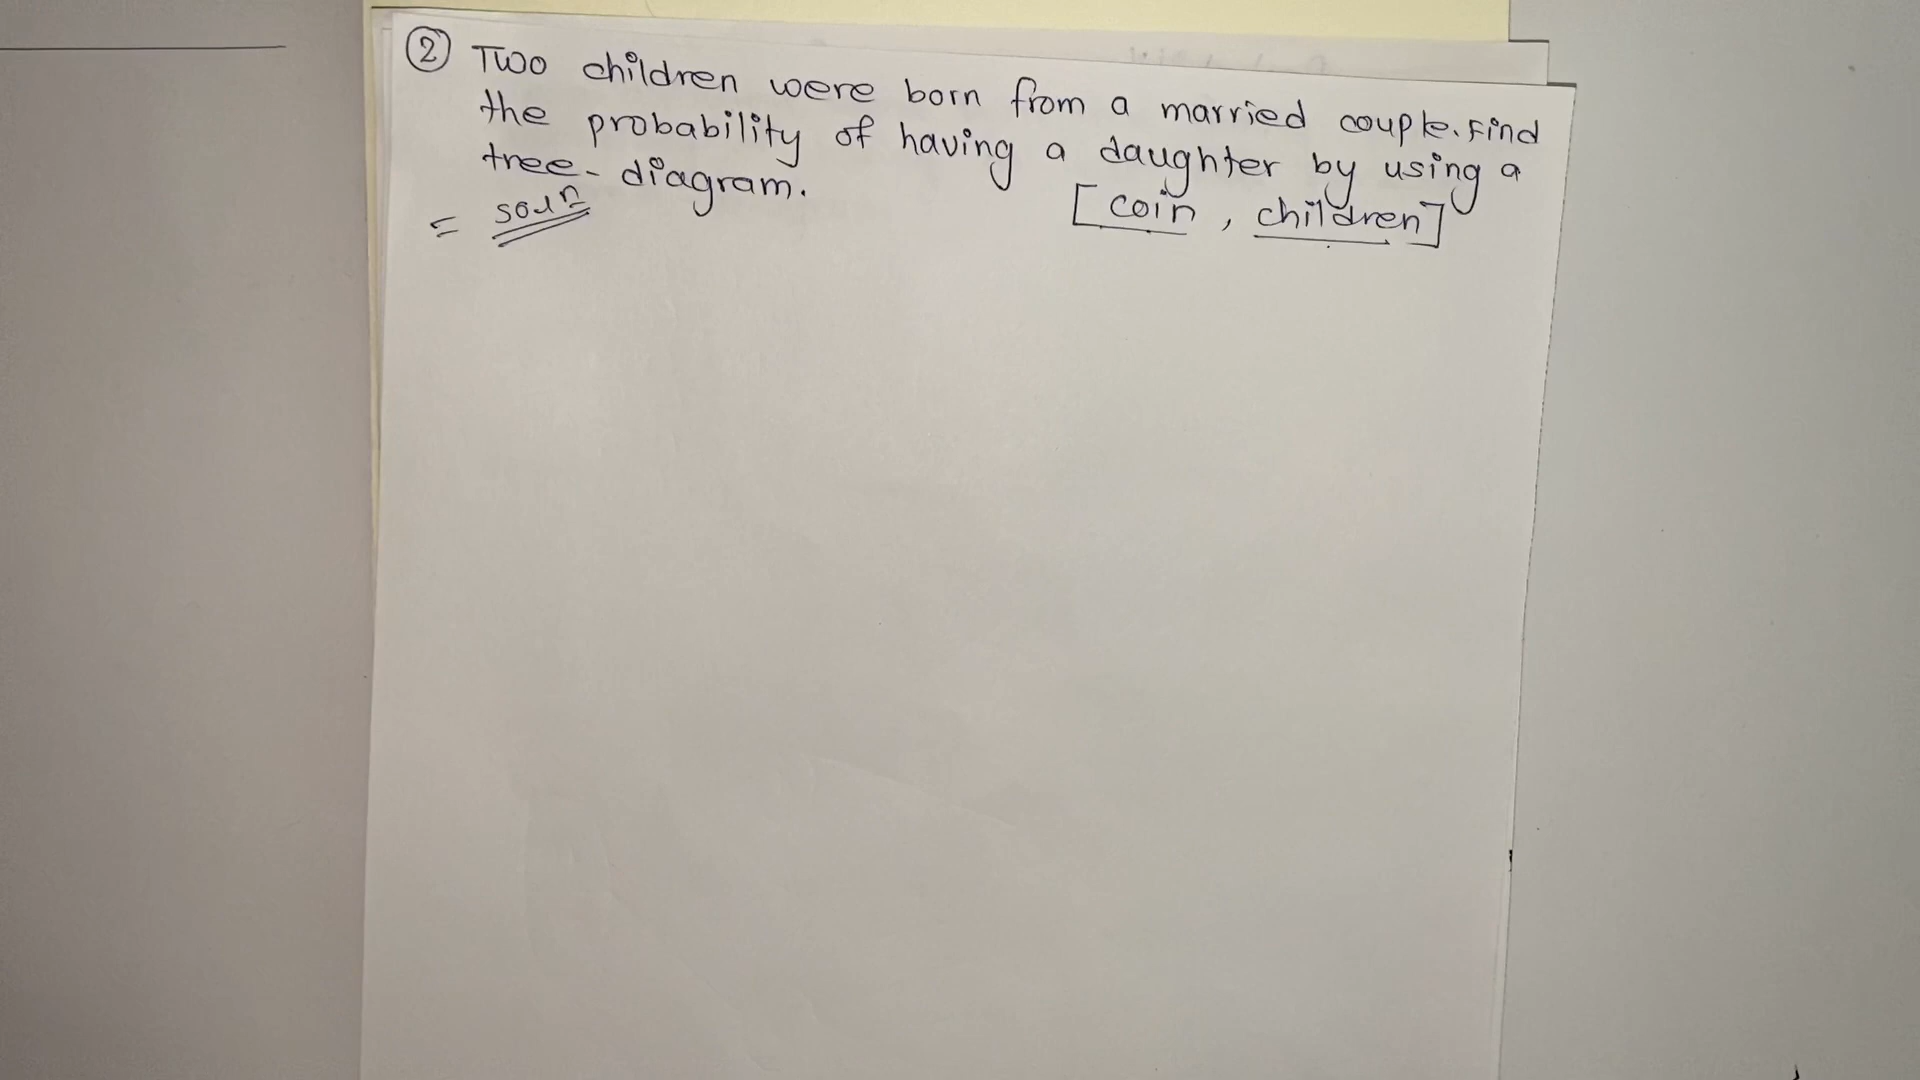 ② Two children were born from a married couple. Find
the probability of having a daughter by using a
tree-diagram.
= solⁿ [coin, children]